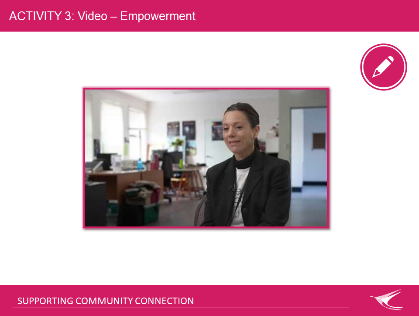 ACTIVITY 3: Video – Empowerment
SUPPORTING COMMUNITY CONNECTION